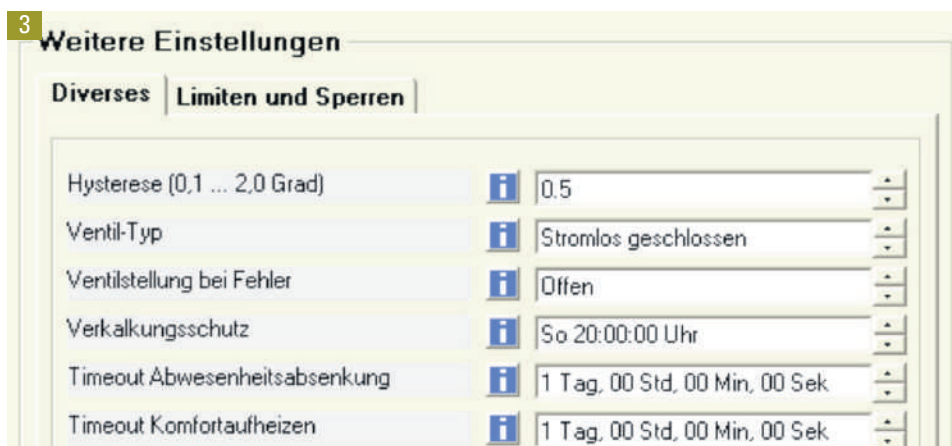 3
Weitere Einstellungen
Diverses Limiten und Sperren
Hysterese (0,1 ... 2,0 Grad) i 0.5
Ventil-Typ i Stromlos geschlossen
Ventilstellung bei Fehler i Offen
Verkalkungsschutz i So 20:00:00 Uhr
Timeout Abwesenheitsabsenkung i 1 Tag, 00 Std, 00 Min, 00 Sek
Timeout Komfortaufheizen i 1 Tag, 00 Std, 00 Min, 00 Sek